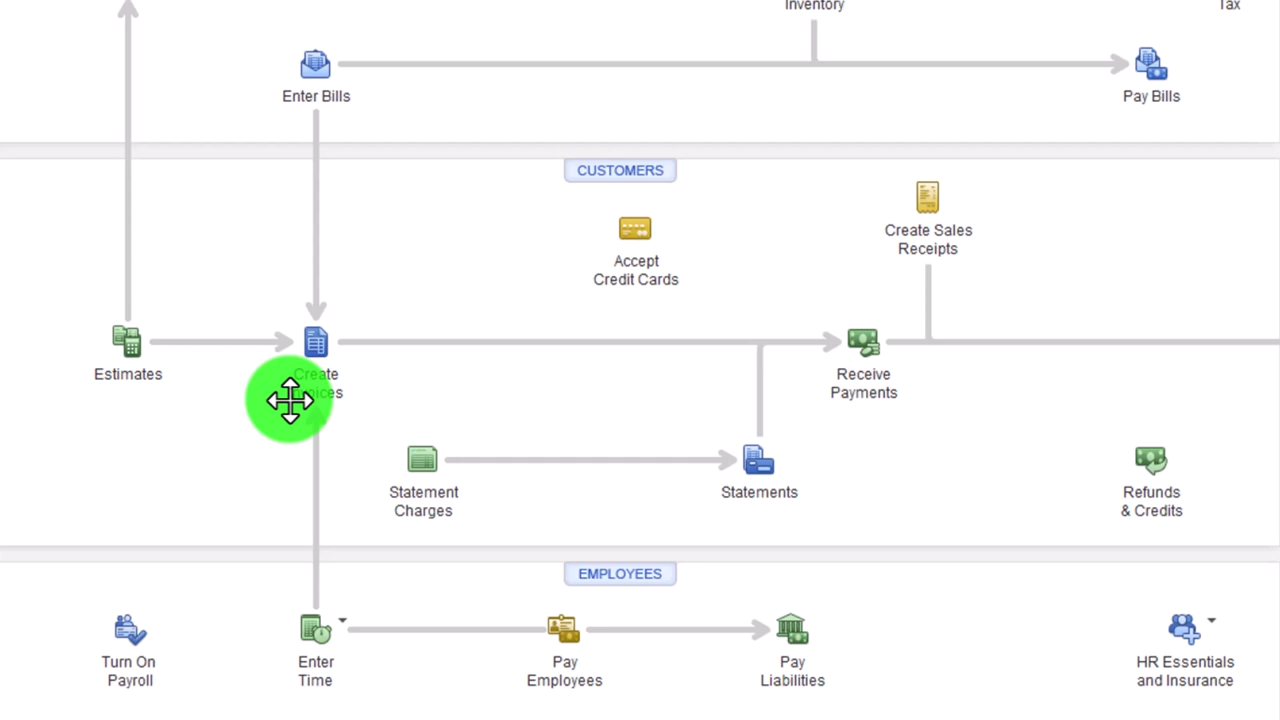 Inventory
Tax
Enter Bills
Pay Bills
CUSTOMERS
Create Sales
Receipts
Accept
Credit Cards
Estimates
Create
Receive
Payments
Statement
Charges
Statements
Refunds
& Credits
EMPLOYEES
Turn On
Payroll
Enter
Time
Pay
Employees
Pay
Liabilities
HR Essentials
and Insurance